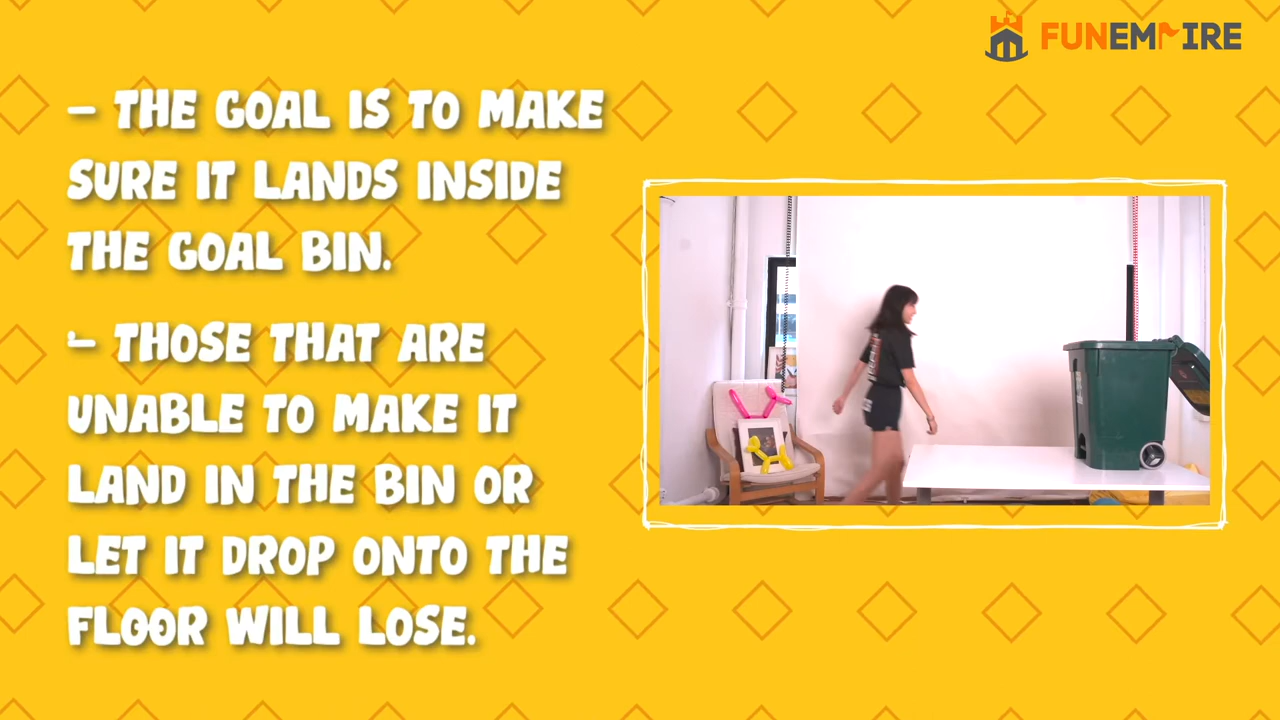 FUNEMPIRE
- THE GOAL IS TO MAKE
SURE IT LANDS INSIDE
THE GOAL BIN.
- THOSE THAT ARE
UNABLE TO MAKE IT
LAND IN THE BIN OR
LET IT DROP ONTO THE
FLOOR WILL LOSE.